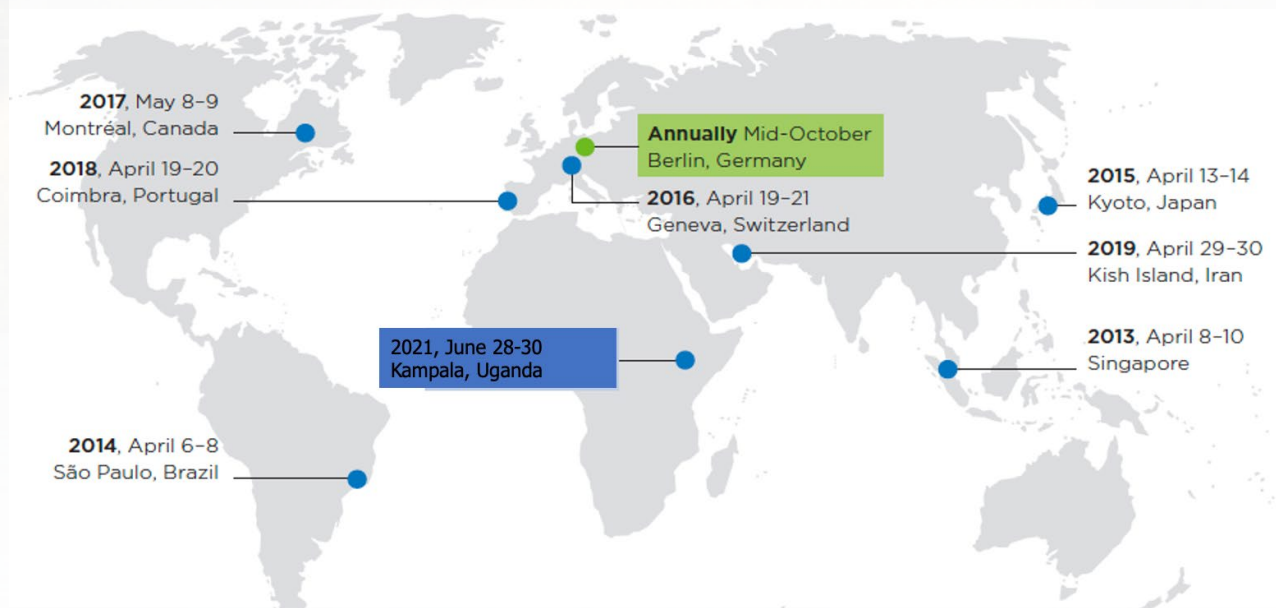 2017, May 8–9
Montréal, Canada
2018, April 19–20
Coimbra, Portugal
Annually Mid-October
Berlin, Germany
2016, April 19–21
Geneva, Switzerland
2015, April 13–14
Kyoto, Japan
2019, April 29–30
Kish Island, Iran
2021, June 28-30
Kampala, Uganda
2013, April 8–10
Singapore
2014, April 6–8
São Paulo, Brazil